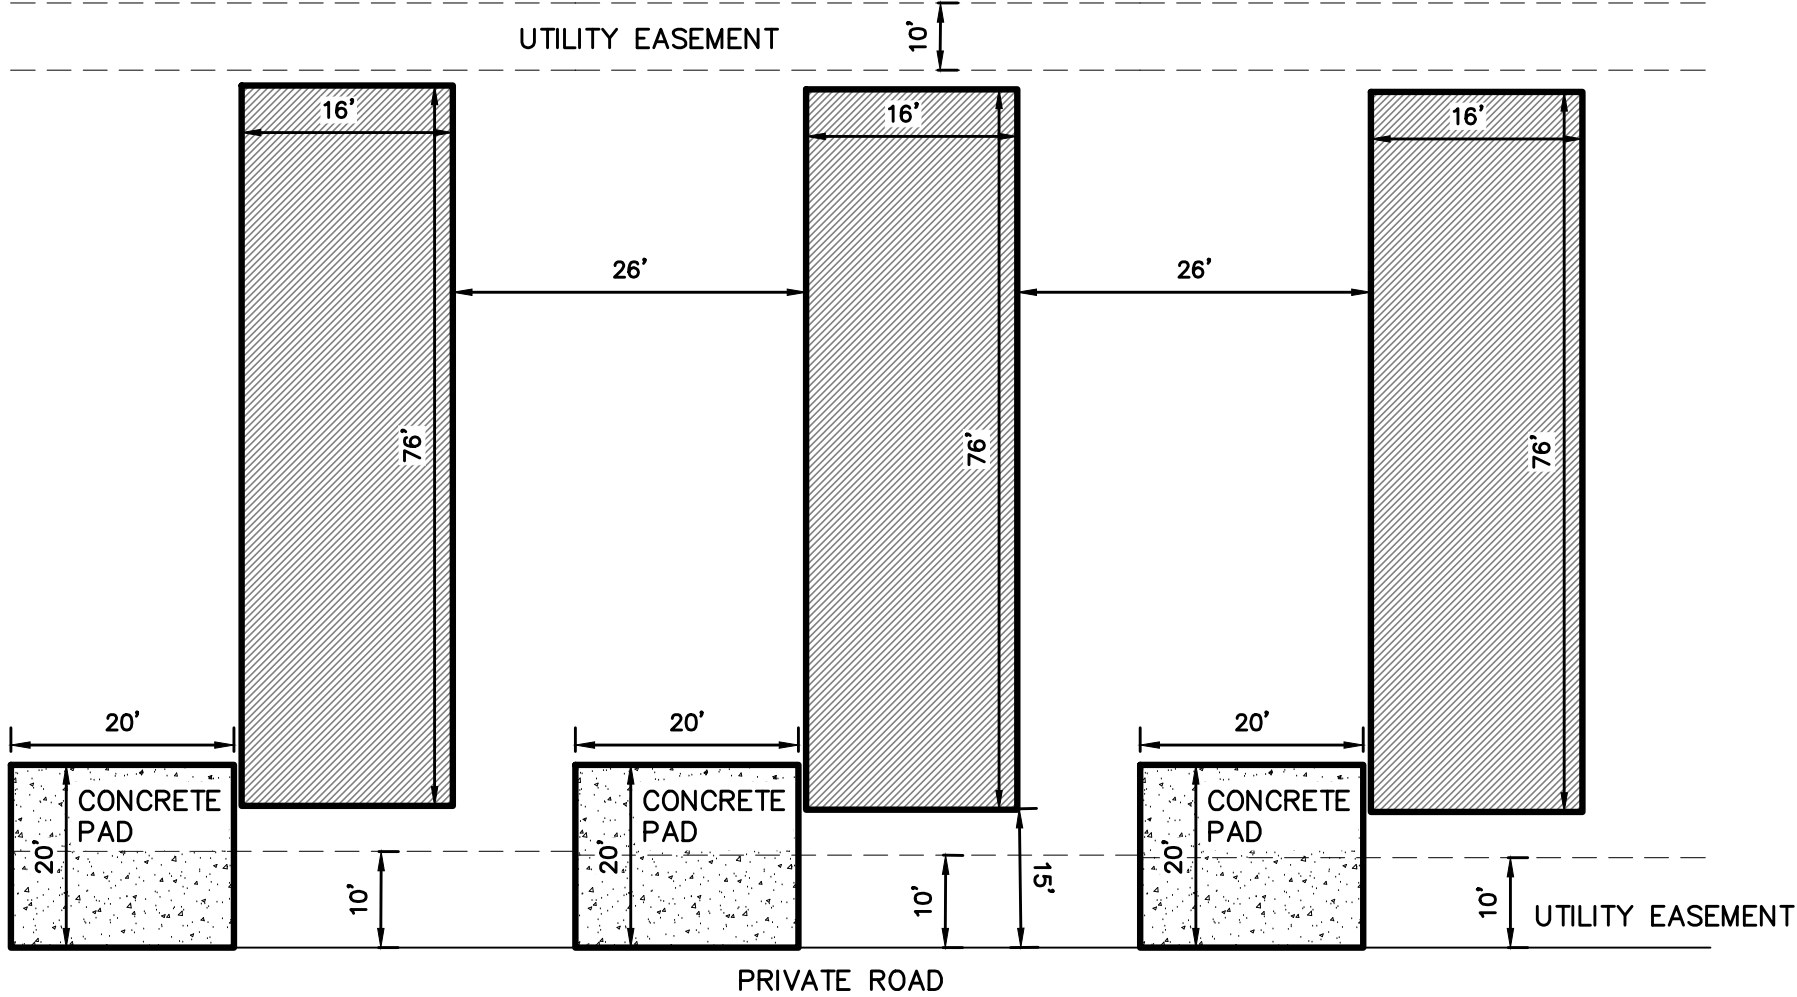 10'
UTILITY EASEMENT
16'
16'
16'
26'
26'
76'
76'
76'
20'
20'
20'
CONCRETE
PAD
20'
CONCRETE
PAD
20'
CONCRETE
PAD
20'
10'
10'
15'
10'
UTILITY EASEMENT
PRIVATE ROAD